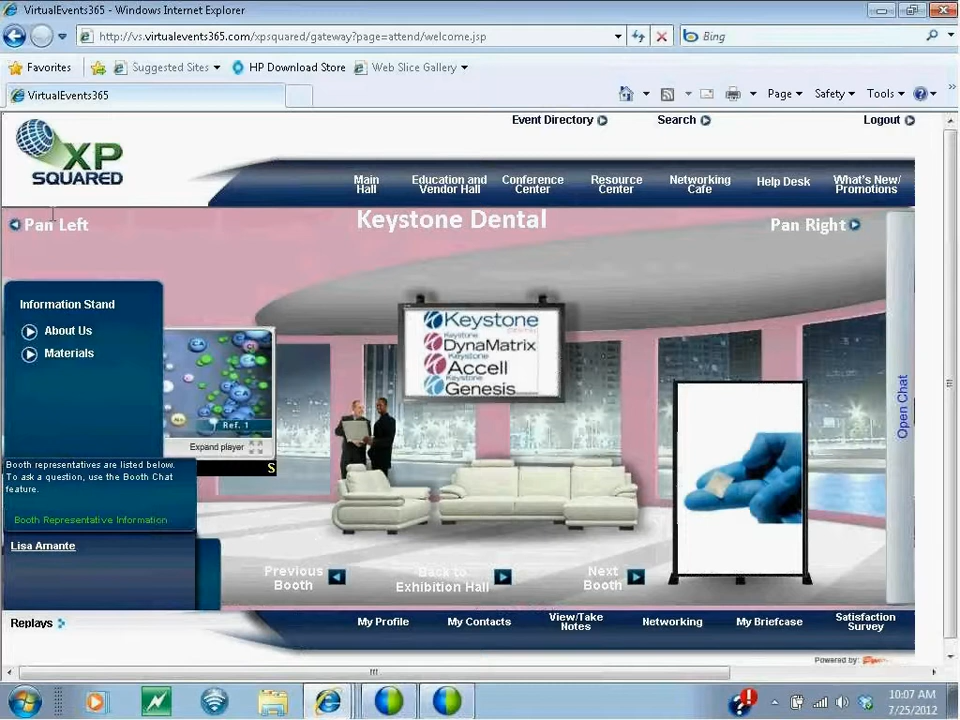 VirtualEvents365 - Windows Internet Explorer
http://vs.virtualevents365.com/xpsquared/gateway?page=attend/welcome.jsp
Bing
Favorites
Suggested Sites
HP Download Store
Web Slice Gallery
VirtualEvents365
Page
Safety
Tools
Event Directory
Search
Logout
XP
SQUARED
Main
Hall
Education and
Vendor Hall
Conference
Center
Resource
Center
Networking
Cafe
Help Desk
What's New/
Promotions
Pan Left
Keystone Dental
Pan Right
Information Stand
About Us
Materials
Keystone
Keystone
DynaMatrix
Keystone
Accell
Keystone
Genesis
Ref. 1
Expand player
S
Open Chat
Booth representatives are listed below.
To ask a question, use the Booth Chat
feature.
Booth Representative Information
Lisa Amante
Previous
Booth
Back to
Exhibition Hall
Next
Booth
Replays
My Profile
My Contacts
View/Take
Notes
Networking
My Briefcase
Satisfaction
Survey
Powered by:
10:07 AM
7/25/2012